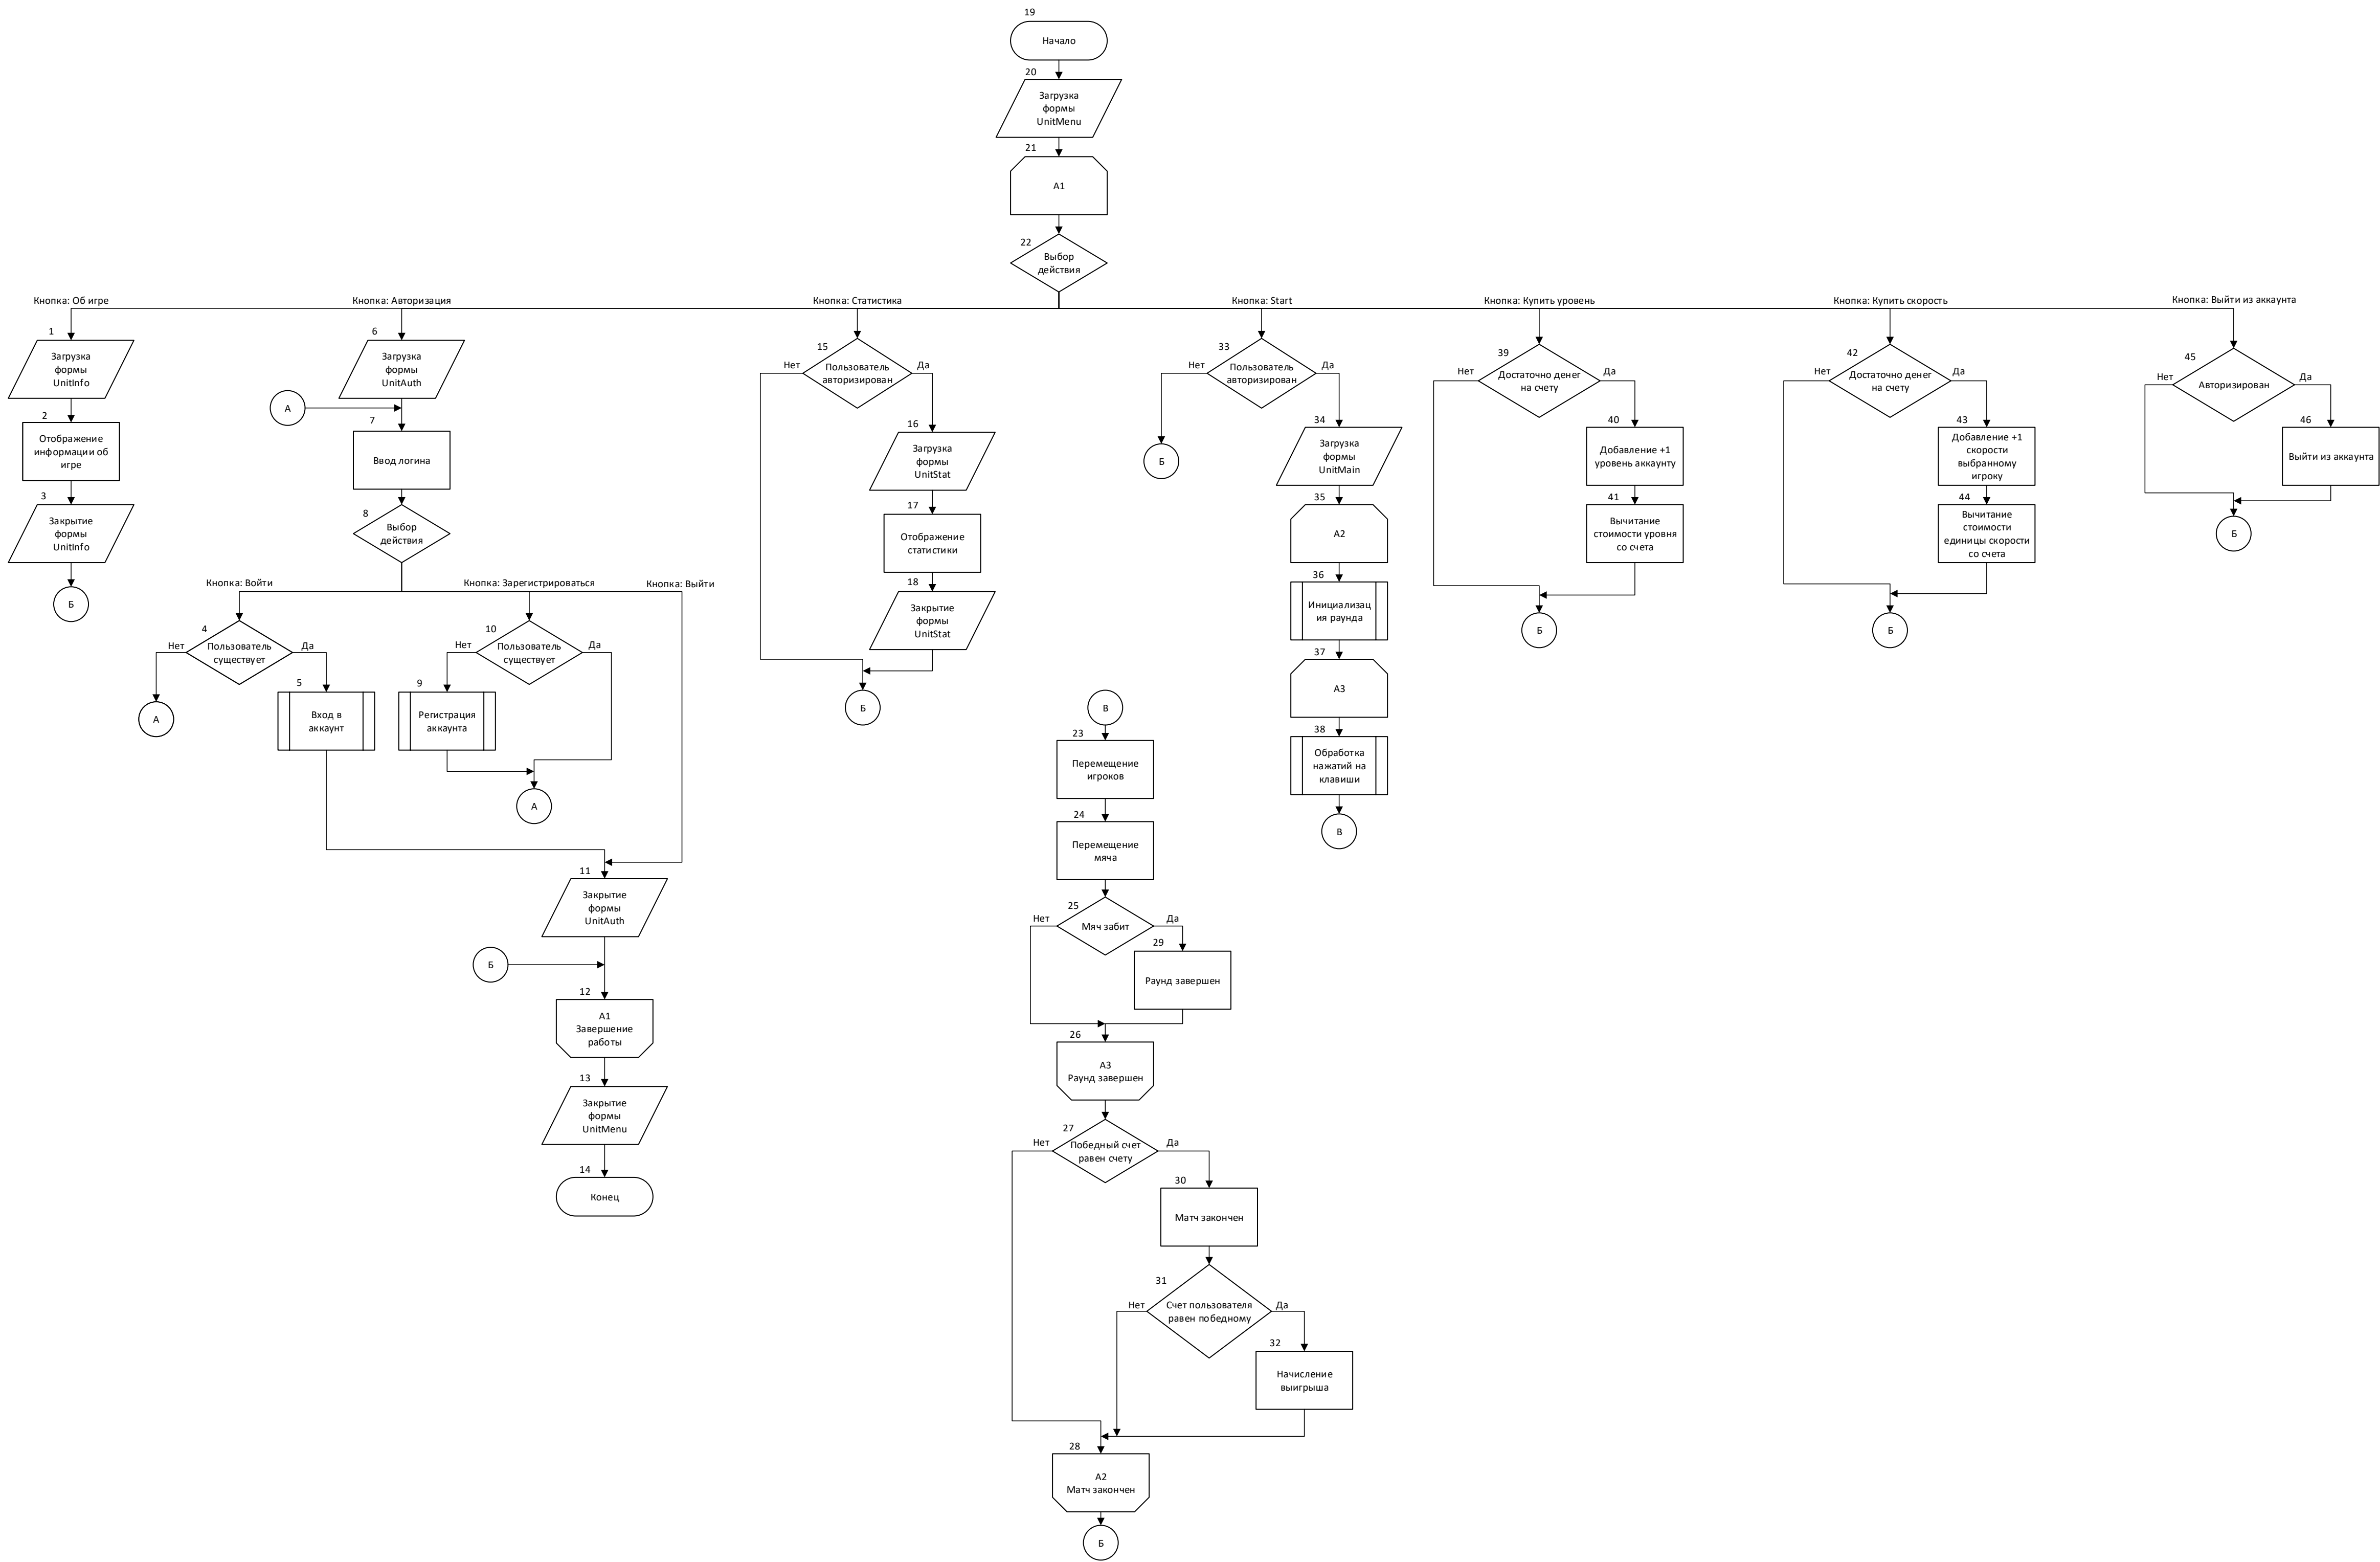 19
Начало
20
Загрузка
формы
UnitMenu
21
А1
22
Выбор
действия
Кнопка: Об игре
Кнопка: Авторизация
Кнопка: Статистика
Кнопка: Start
Кнопка: Купить уровень
Кнопка: Купить скорость
Кнопка: Выйти из аккаунта
1
Загрузка
формы
UnitInfo
2
Отображение
информации об
игре
3
Закрытие
формы
UnitInfo
Б
6
Загрузка
формы
UnitAuth
А
7
Ввод логина
8
Выбор
действия
Кнопка: Войти
Кнопка: Зарегистрироваться
Кнопка: Выйти
4
Нет
Пользователь
существует
Да
А
5
Вход в
аккаунт
10
Нет
Пользователь
существует
Да
9
Регистрация
аккаунта
А
11
Закрытие
формы
UnitAuth
Б
12
А1
Завершение
работы
13
Закрытие
формы
UnitMenu
14
Конец
15
Нет
Пользователь
авторизирован
Да
16
Загрузка
формы
UnitStat
17
Отображение
статистики
18
Закрытие
формы
UnitStat
Б
33
Нет
Пользователь
авторизирован
Да
Б
34
Загрузка
формы
UnitMain
35
А2
36
Инициализац
ия раунда
37
А3
38
Обработка
нажатий на
клавиши
В
В
23
Перемещение
игроков
24
Перемещение
мяча
25
Нет
Мяч забит
Да
29
Раунд завершен
26
А3
Раунд завершен
27
Нет
Победный счет
равен счету
Да
30
Матч закончен
31
Нет
Счет пользователя
равен победному
Да
32
Начисление
выигрыша
28
А2
Матч закончен
Б
39
Нет
Достаточно денег
на счету
Да
40
Добавление +1
уровень аккаунту
41
Вычитание
стоимости уровня
со счета
Б
42
Нет
Достаточно денег
на счету
Да
43
Добавление +1
скорости
выбранному
игроку
44
Вычитание
стоимости
единицы скорости
со счета
Б
45
Нет
Авторизирован
Да
46
Выйти из аккаунта
Б